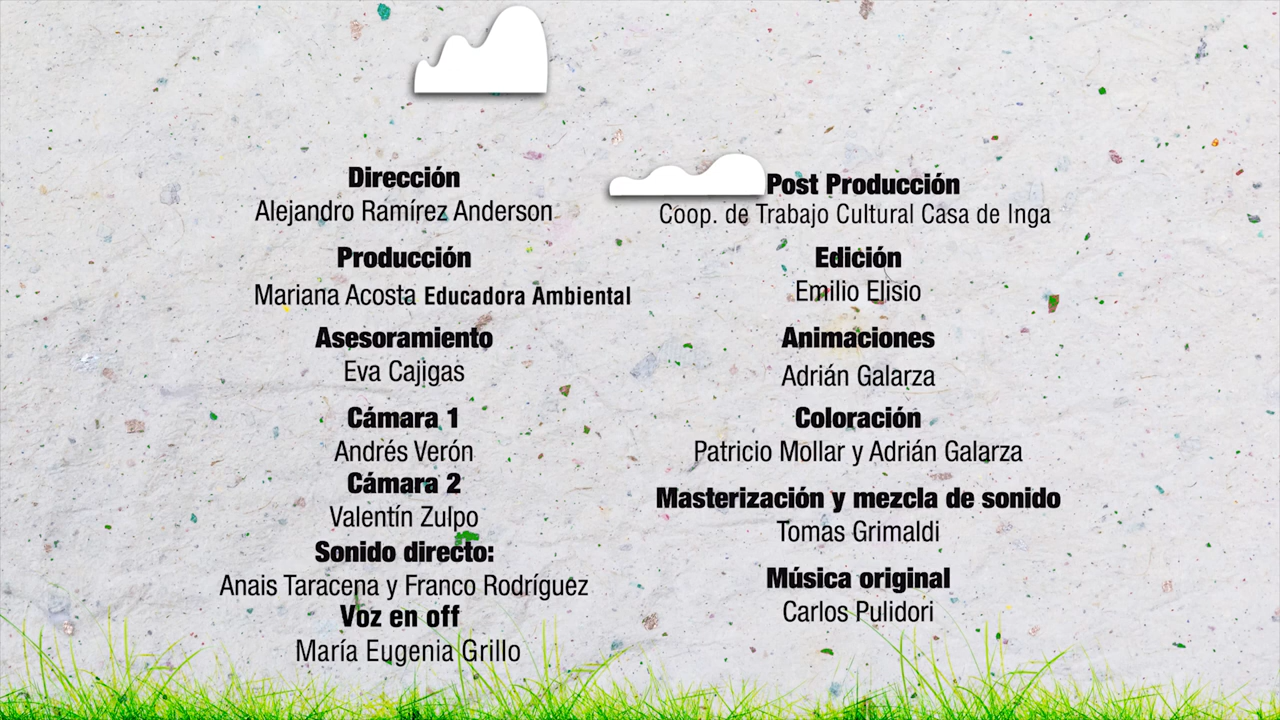 Dirección
Alejandro Ramírez Anderson
Producción
Mariana Acosta Educadora Ambiental
Asesoramiento
Eva Cajigas
Cámara 1
Andrés Verón
Cámara 2
Valentín Zulpo
Sonido directo:
Anais Taracena y Franco Rodríguez
Voz en off
María Eugenia Grillo
Post Producción
Coop. de Trabajo Cultural Casa de Inga
Edición
Emilio Elisio
Animaciones
Adrián Galarza
Coloración
Patricio Mollar y Adrián Galarza
Masterización y mezcla de sonido
Tomas Grimaldi
Música original
Carlos Pulidori